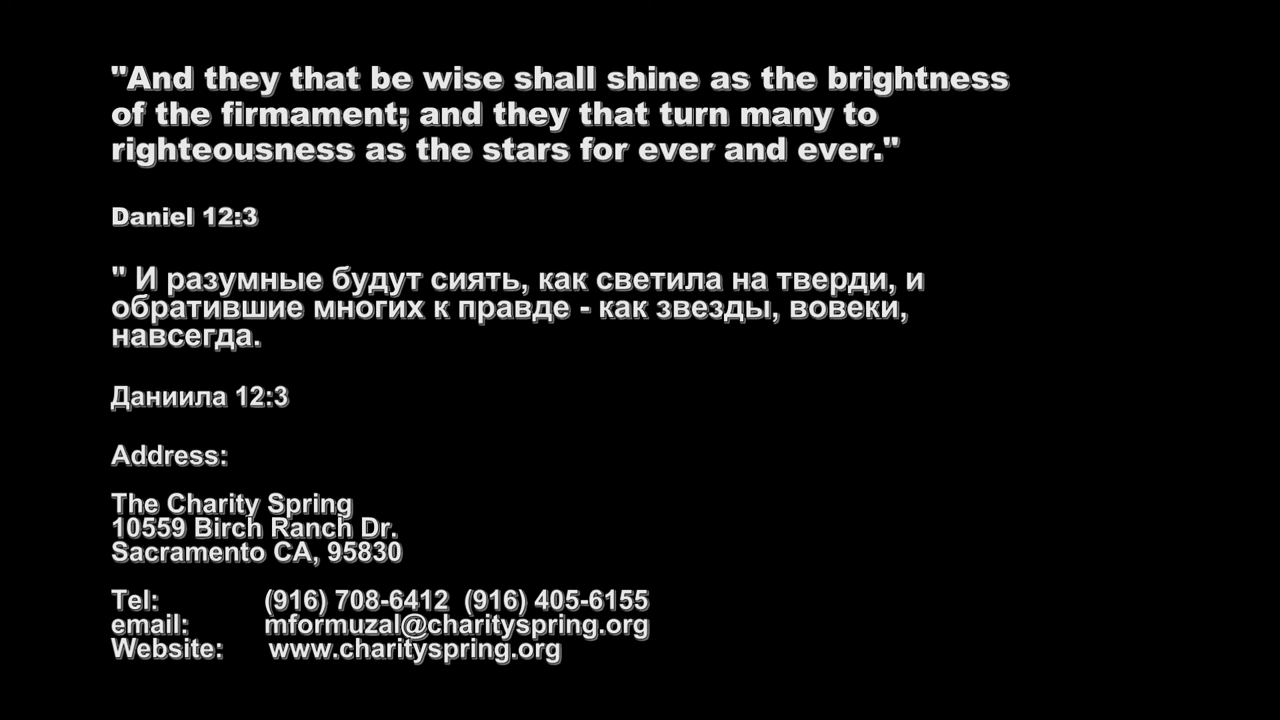 "And they that be wise shall shine as the brightness
of the firmament; and they that turn many to
righteousness as the stars for ever and ever."
Daniel 12:3
" И разумные будут сиять, как светила на тверди, и
обратившие многих к правде - как звезды, вовеки,
навсегда.
Даниила 12:3
Address:
The Charity Spring
10559 Birch Ranch Dr.
Sacramento CA, 95830
Tel: (916) 708-6412 (916) 405-6155
email: mformuzal@charityspring.org
Website: www.charityspring.org